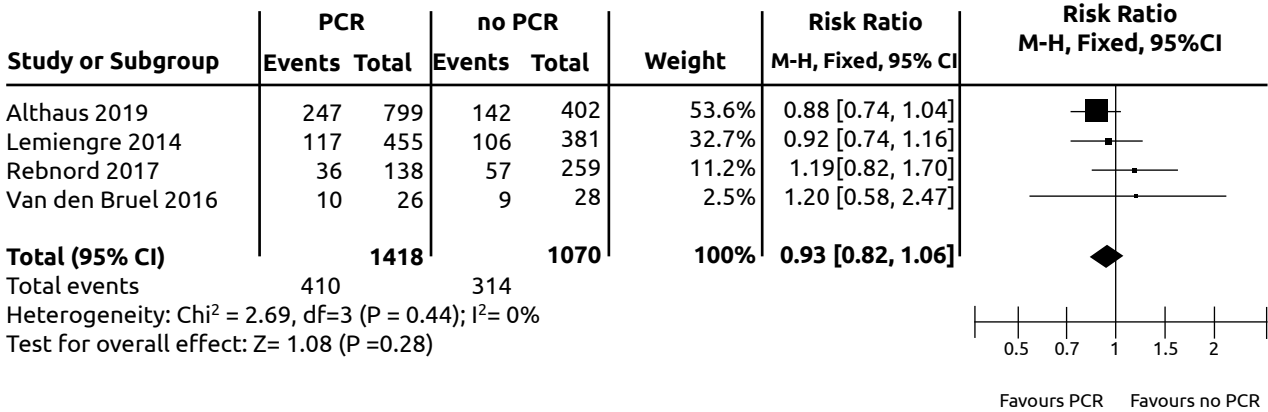 PCR no PCR Risk Ratio Risk Ratio
Study or Subgroup Events Total Events Total Weight M-H, Fixed, 95% CI M-H, Fixed, 95%CI
Althaus 2019 247 799 142 402 53.6% 0.88 [0.74, 1.04]
Lemiengre 2014 117 455 106 381 32.7% 0.92 [0.74, 1.16]
Rebnord 2017 36 138 57 259 11.2% 1.19[0.82, 1.70]
Van den Bruel 2016 10 26 9 28 2.5% 1.20 [0.58, 2.47]
Total (95% CI) 1418 1070 100% 0.93 [0.82, 1.06]
Total events 410 314
Heterogeneity: Chi² = 2.69, df=3 (P = 0.44); I²= 0%
Test for overall effect: Z= 1.08 (P =0.28)
0.5 0.7 1 1.5 2
Favours PCR Favours no PCR